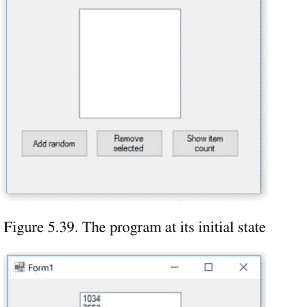 Add random
Remove selected
Show item count
Figure 5.39. The program at its initial state
Form1
1034